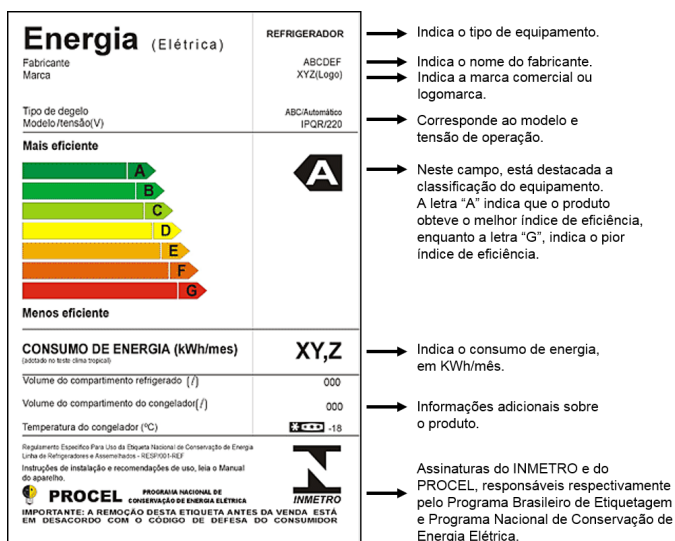 Energia (Elétrica)
REFRIGERADOR
Fabricante
ABCDEF
Marca
XYZ(Logo)
Tipo de degelo
ABC/Automático
Modelo/tensão(V)
IPQR/220
Mais eficiente
A
A
B
C
D
E
F
G
Menos eficiente
CONSUMO DE ENERGIA (kWh/mes)
XY,Z
(adotado no teste clima tropical)
Volume do compartimento refrigerado (l)
000
Volume do compartimento do congelador(l)
000
Temperatura do congelador (ºC)
-18
Regulamento Específico Para Uso da Etiqueta Nacional de Conservação de Energia
Linha de Refrigeradores e Assemelhados - RESP/001-REF
Instruções de instalação e recomendações de uso, leia o Manual
do aparelho.
PROCEL
PROGRAMA NACIONAL DE
CONSERVAÇÃO DE ENERGIA ELÉTRICA
INMETRO
IMPORTANTE: A REMOÇÃO DESTA ETIQUETA ANTES DA VENDA ESTÁ
EM DESACORDO COM O CÓDIGO DE DEFESA DO CONSUMIDOR
Indica o tipo de equipamento.
Indica o nome do fabricante.
Indica a marca comercial ou
logomarca.
Corresponde ao modelo e
tensão de operação.
Neste campo, está destacada a
classificação do equipamento.
A letra “A” indica que o produto
obteve o melhor índice de eficiência,
enquanto a letra “G”, indica o pior
índice de eficiência.
Indica o consumo de energia,
em KWh/mês.
Informações adicionais sobre
o produto.
Assinaturas do INMETRO e do
PROCEL, responsáveis respectivamente
pelo Programa Brasileiro de Etiquetagem
e Programa Nacional de Conservação de
Energia Elétrica.